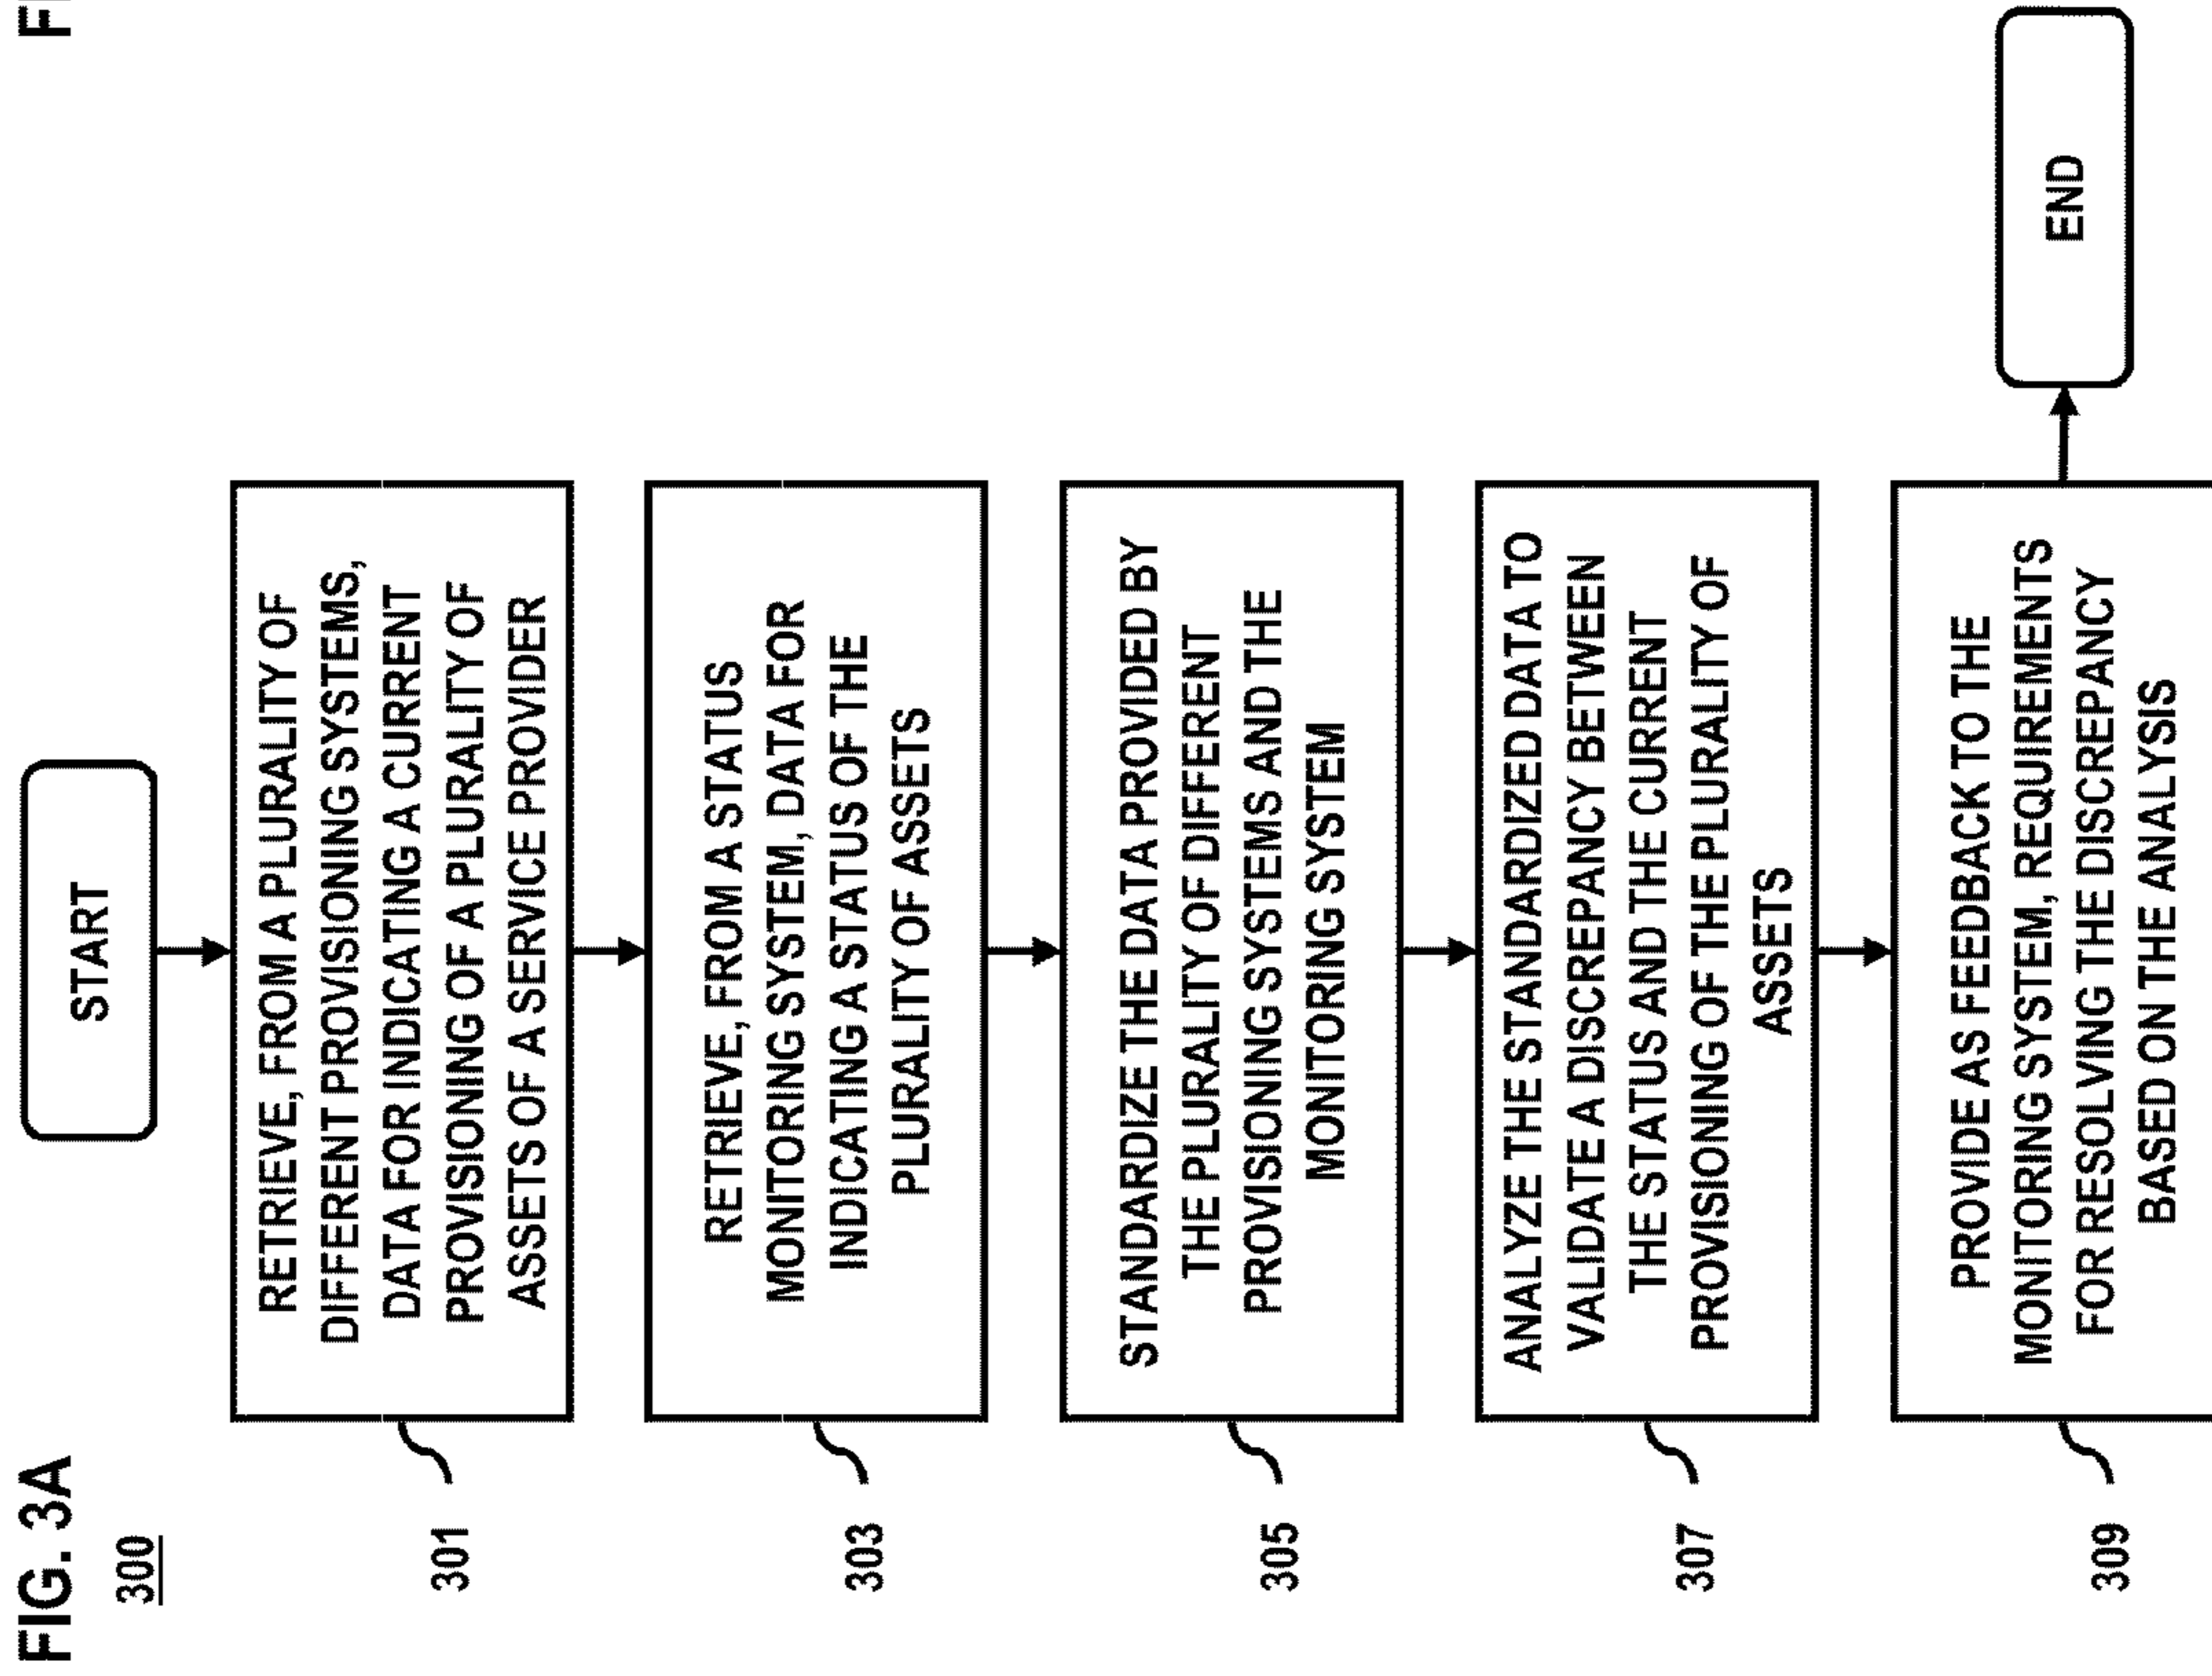 FIG. 3A
300
START
RETRIEVE, FROM A PLURALITY OF
DIFFERENT PROVISIONING SYSTEMS,
DATA FOR INDICATING A CURRENT
PROVISIONING OF A PLURALITY OF
ASSETS OF A SERVICE PROVIDER
301
RETRIEVE, FROM A STATUS
MONITORING SYSTEM, DATA FOR
INDICATING A STATUS OF THE
PLURALITY OF ASSETS
303
STANDARDIZE THE DATA PROVIDED BY
THE PLURALITY OF DIFFERENT
PROVISIONING SYSTEMS AND THE
MONITORING SYSTEM
305
ANALYZE THE STANDARDIZED DATA TO
VALIDATE A DISCREPANCY BETWEEN
THE STATUS AND THE CURRENT
PROVISIONING OF THE PLURALITY OF
ASSETS
307
PROVIDE AS FEEDBACK TO THE
MONITORING SYSTEM, REQUIREMENTS
FOR RESOLVING THE DISCREPANCY
BASED ON THE ANALYSIS
309
END
F